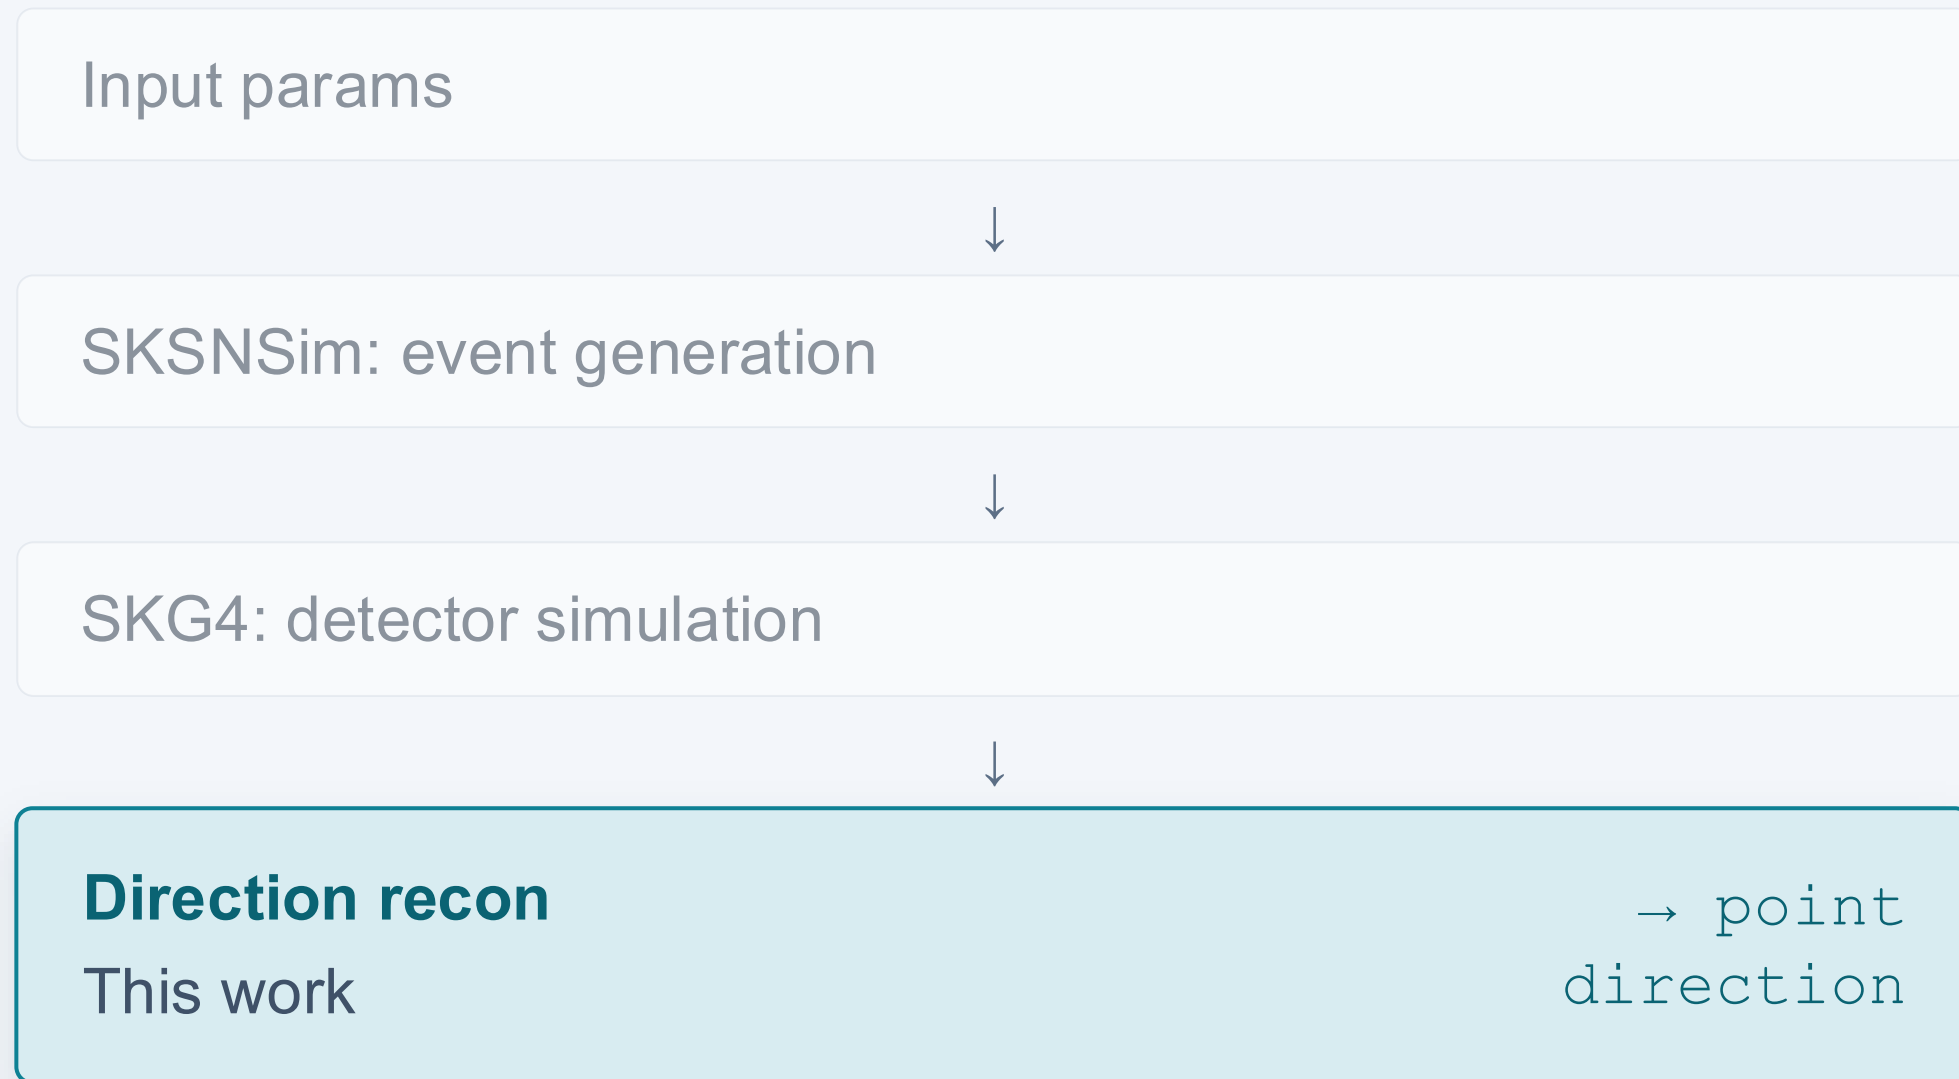 Input params
↓
SKSNSim: event generation
↓
SKG4: detector simulation
↓
Direction recon
This work
→ point
direction